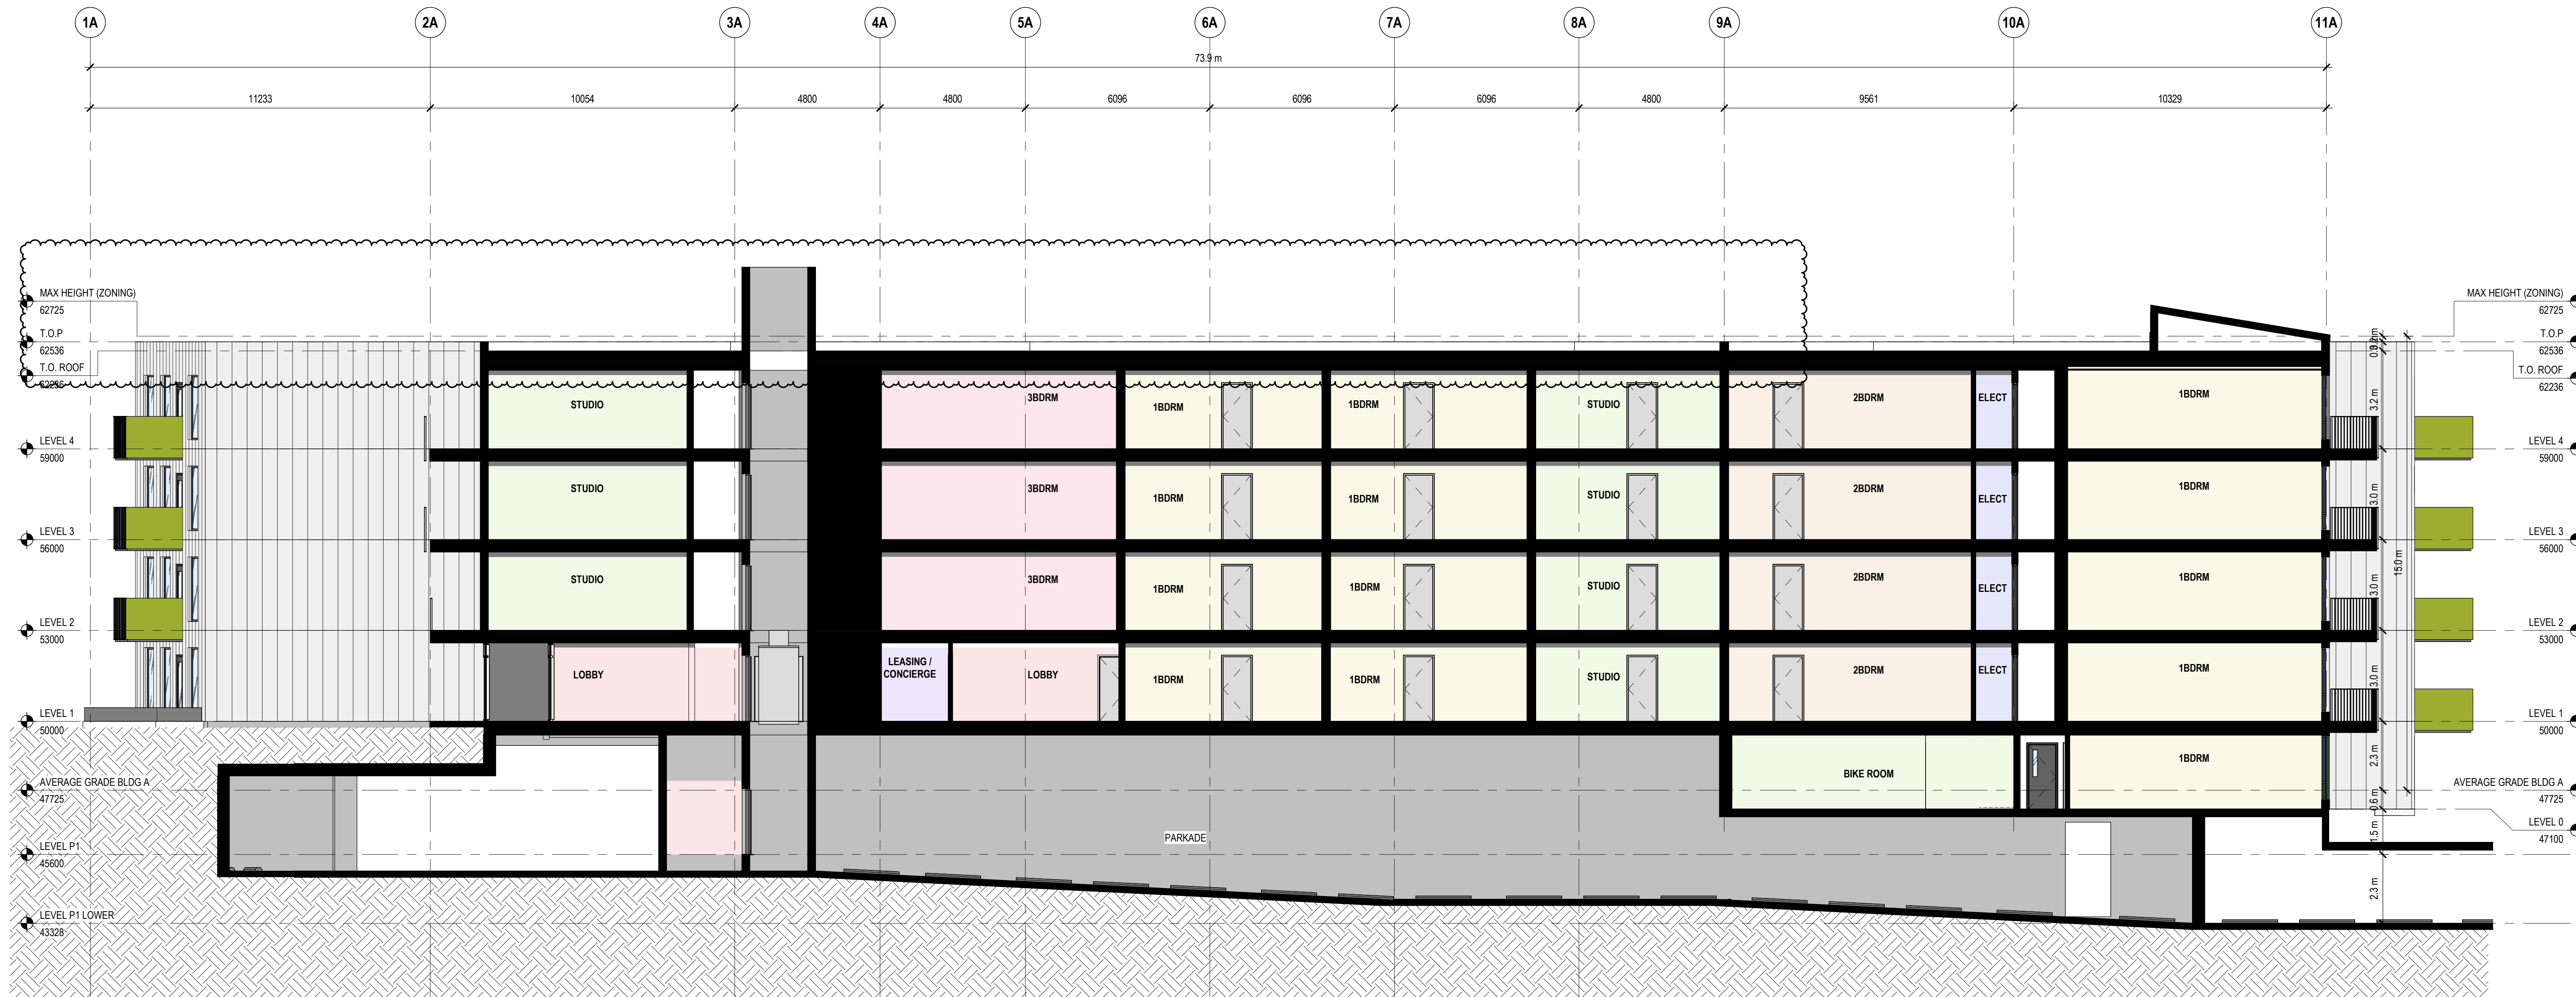 1A 2A 3A 4A 5A 6A 7A 8A 9A 10A 11A
73.9 m
11233 10054 4800 4800 6096 6096 6096 4800 9561 10329
MAX HEIGHT (ZONING)
62725
T.O.P
62536
T.O. ROOF
62236
LEVEL 4
59000
LEVEL 3
56000
LEVEL 2
53000
LEVEL 1
50000
AVERAGE GRADE BLDG A
47725
LEVEL P1
45600
LEVEL P1 LOWER
43328
STUDIO 3BDRM 1BDRM 1BDRM STUDIO 2BDRM ELECT 1BDRM
STUDIO 3BDRM 1BDRM 1BDRM STUDIO 2BDRM ELECT 1BDRM
STUDIO 3BDRM 1BDRM 1BDRM STUDIO 2BDRM ELECT 1BDRM
LOBBY
LEASING /
CONCIERGE
LOBBY 1BDRM 1BDRM STUDIO 2BDRM ELECT 1BDRM
BIKE ROOM 1BDRM
PARKADE
3.2 m
3.0 m
3.0 m
3.0 m
2.3 m
0.6 m
1.5 m
2.3 m
15.0 m
MAX HEIGHT (ZONING)
62725
T.O.P
62536
T.O. ROOF
62236
LEVEL 4
59000
LEVEL 3
56000
LEVEL 2
53000
LEVEL 1
50000
AVERAGE GRADE BLDG A
47725
LEVEL 0
47100